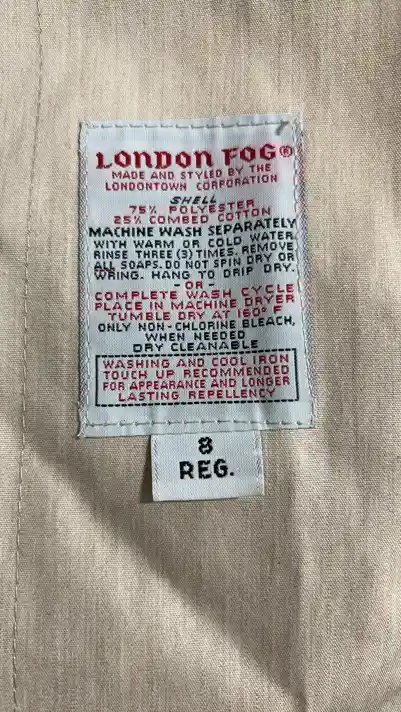 LONDON FOG®
MADE AND STYLED BY THE
LONDONTOWN CORPORATION
SHELL
75% POLYESTER
25% COMBED COTTON
MACHINE WASH SEPARATELY
WITH WARM OR COLD WATER
RINSE THREE (3) TIMES. REMOVE
ALL SOAPS. DO NOT SPIN DRY OR
WRING. HANG TO DRIP DRY.
- OR -
COMPLETE WASH CYCLE
PLACE IN MACHINE DRYER
TUMBLE DRY AT 160° F
ONLY NON-CHLORINE BLEACH,
WHEN NEEDED
DRY CLEANABLE
WASHING AND COOL IRON
TOUCH UP RECOMMENDED
FOR APPEARANCE AND LONGER
LASTING REPELLENCY
8
REG.